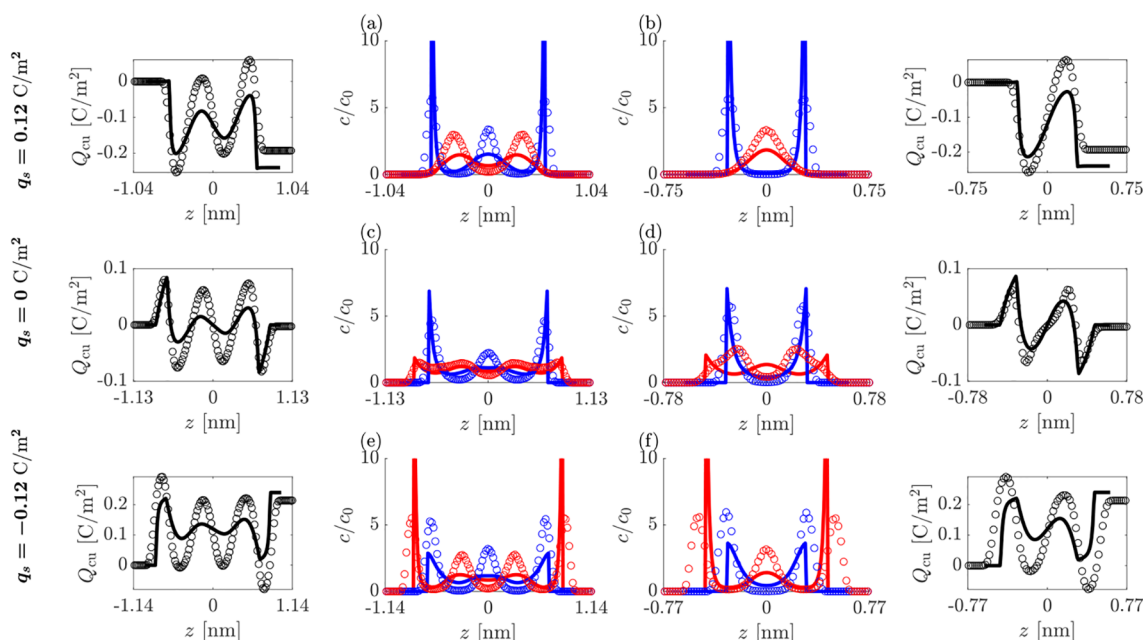 q_s = 0.12 C/m²
Q_cu [C/m²]
0
-0.1
-0.2
-1.04 0 1.04
z [nm]
(a)
c/c₀
10
5
0
-1.04 0 1.04
z [nm]
(b)
c/c₀
10
5
0
-0.75 0 0.75
z [nm]
Q_cu [C/m²]
0
-0.1
-0.2
-0.75 0 0.75
z [nm]
q_s = 0 C/m²
Q_cu [C/m²]
0.1
0
-0.1
-1.13 0 1.13
z [nm]
(c)
c/c₀
10
5
0
-1.13 0 1.13
z [nm]
(d)
c/c₀
10
5
0
-0.78 0 0.78
z [nm]
Q_cu [C/m²]
0.1
0
-0.1
-0.78 0 0.78
z [nm]
q_s = −0.12 C/m²
Q_cu [C/m²]
0.2
0.1
0
-1.14 0 1.14
z [nm]
(e)
c/c₀
10
5
0
-1.14 0 1.14
z [nm]
(f)
c/c₀
10
5
0
-0.77 0 0.77
z [nm]
Q_cu [C/m²]
0.2
0.1
0
-0.77 0 0.77
z [nm]